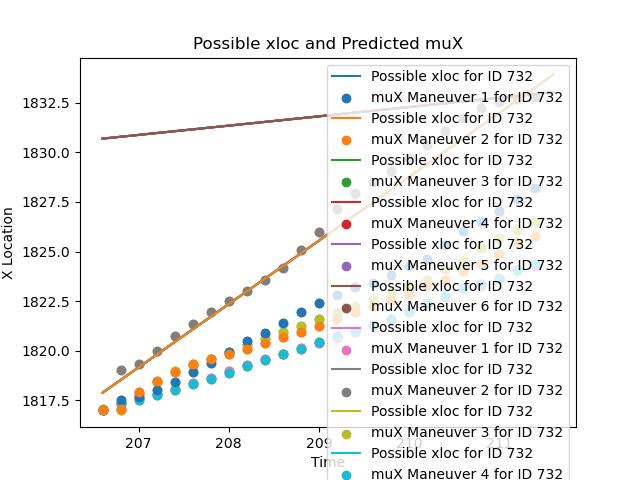 Possible xloc and Predicted muX
1832.5
1830.0
1827.5
1825.0
1822.5
1820.0
1817.5
X Location
207
208
209
210
211
Time
Possible xloc for ID 732
muX Maneuver 1 for ID 732
Possible xloc for ID 732
muX Maneuver 2 for ID 732
Possible xloc for ID 732
muX Maneuver 3 for ID 732
Possible xloc for ID 732
muX Maneuver 4 for ID 732
Possible xloc for ID 732
muX Maneuver 5 for ID 732
Possible xloc for ID 732
muX Maneuver 6 for ID 732
Possible xloc for ID 732
muX Maneuver 1 for ID 732
Possible xloc for ID 732
muX Maneuver 2 for ID 732
Possible xloc for ID 732
muX Maneuver 3 for ID 732
Possible xloc for ID 732
muX Maneuver 4 for ID 732